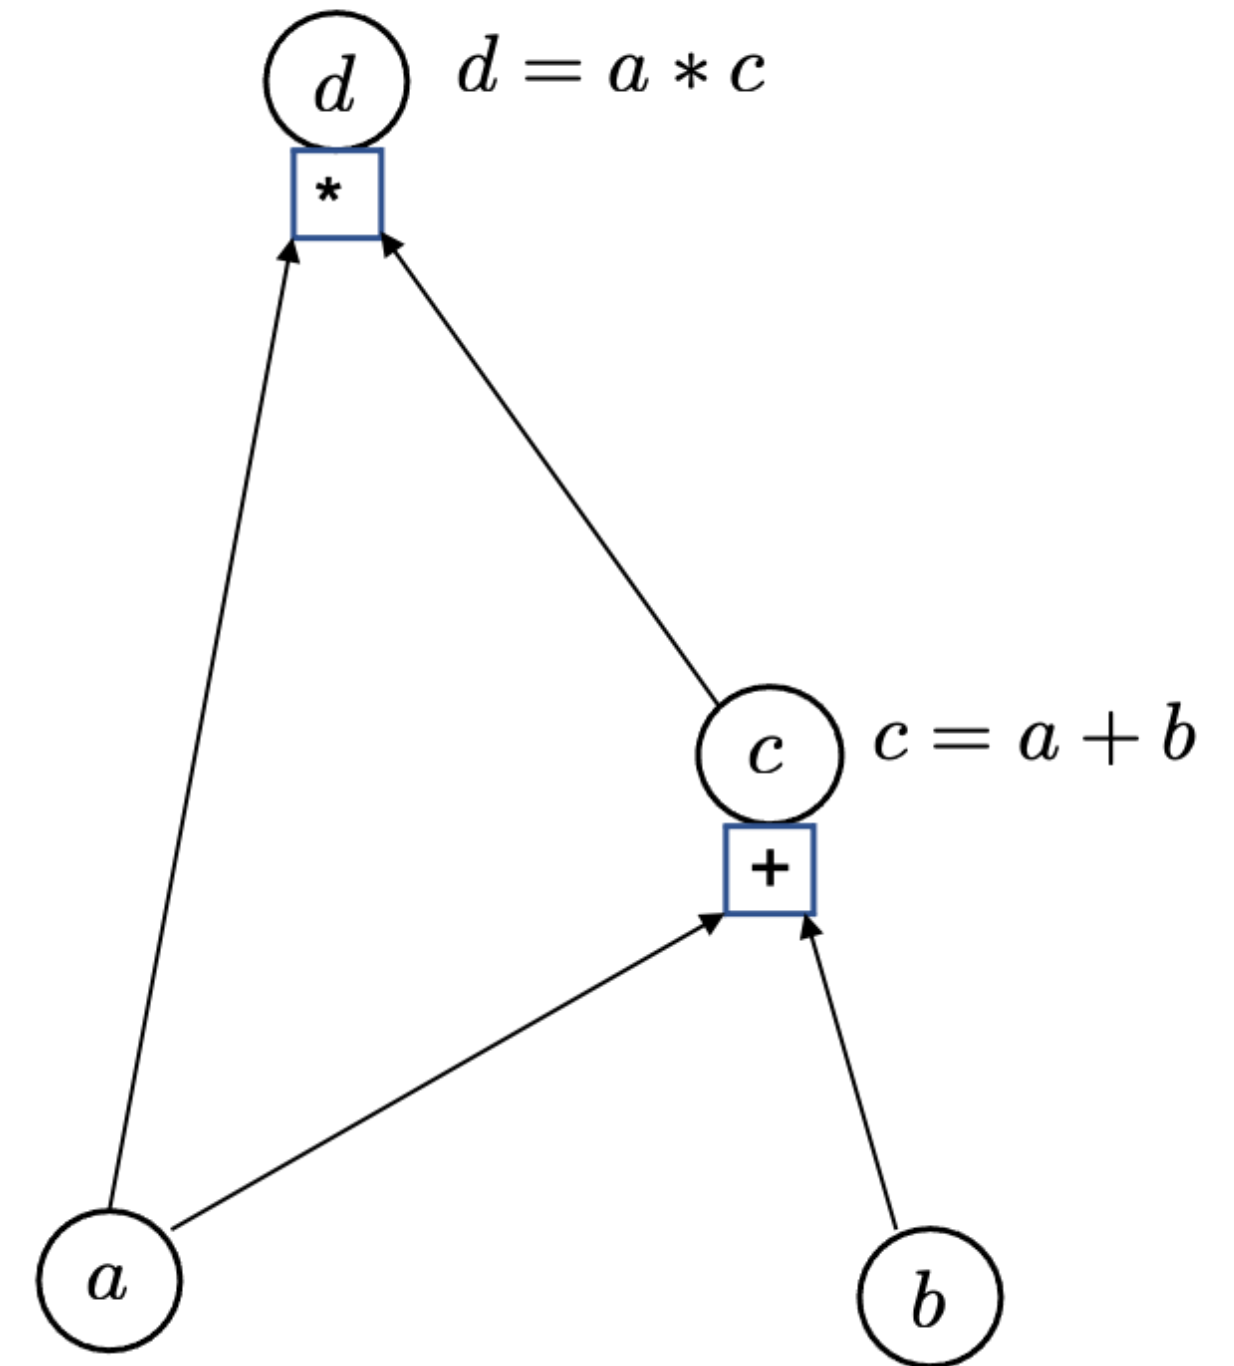 d d = a * c
*
c c = a + b
+
a
b